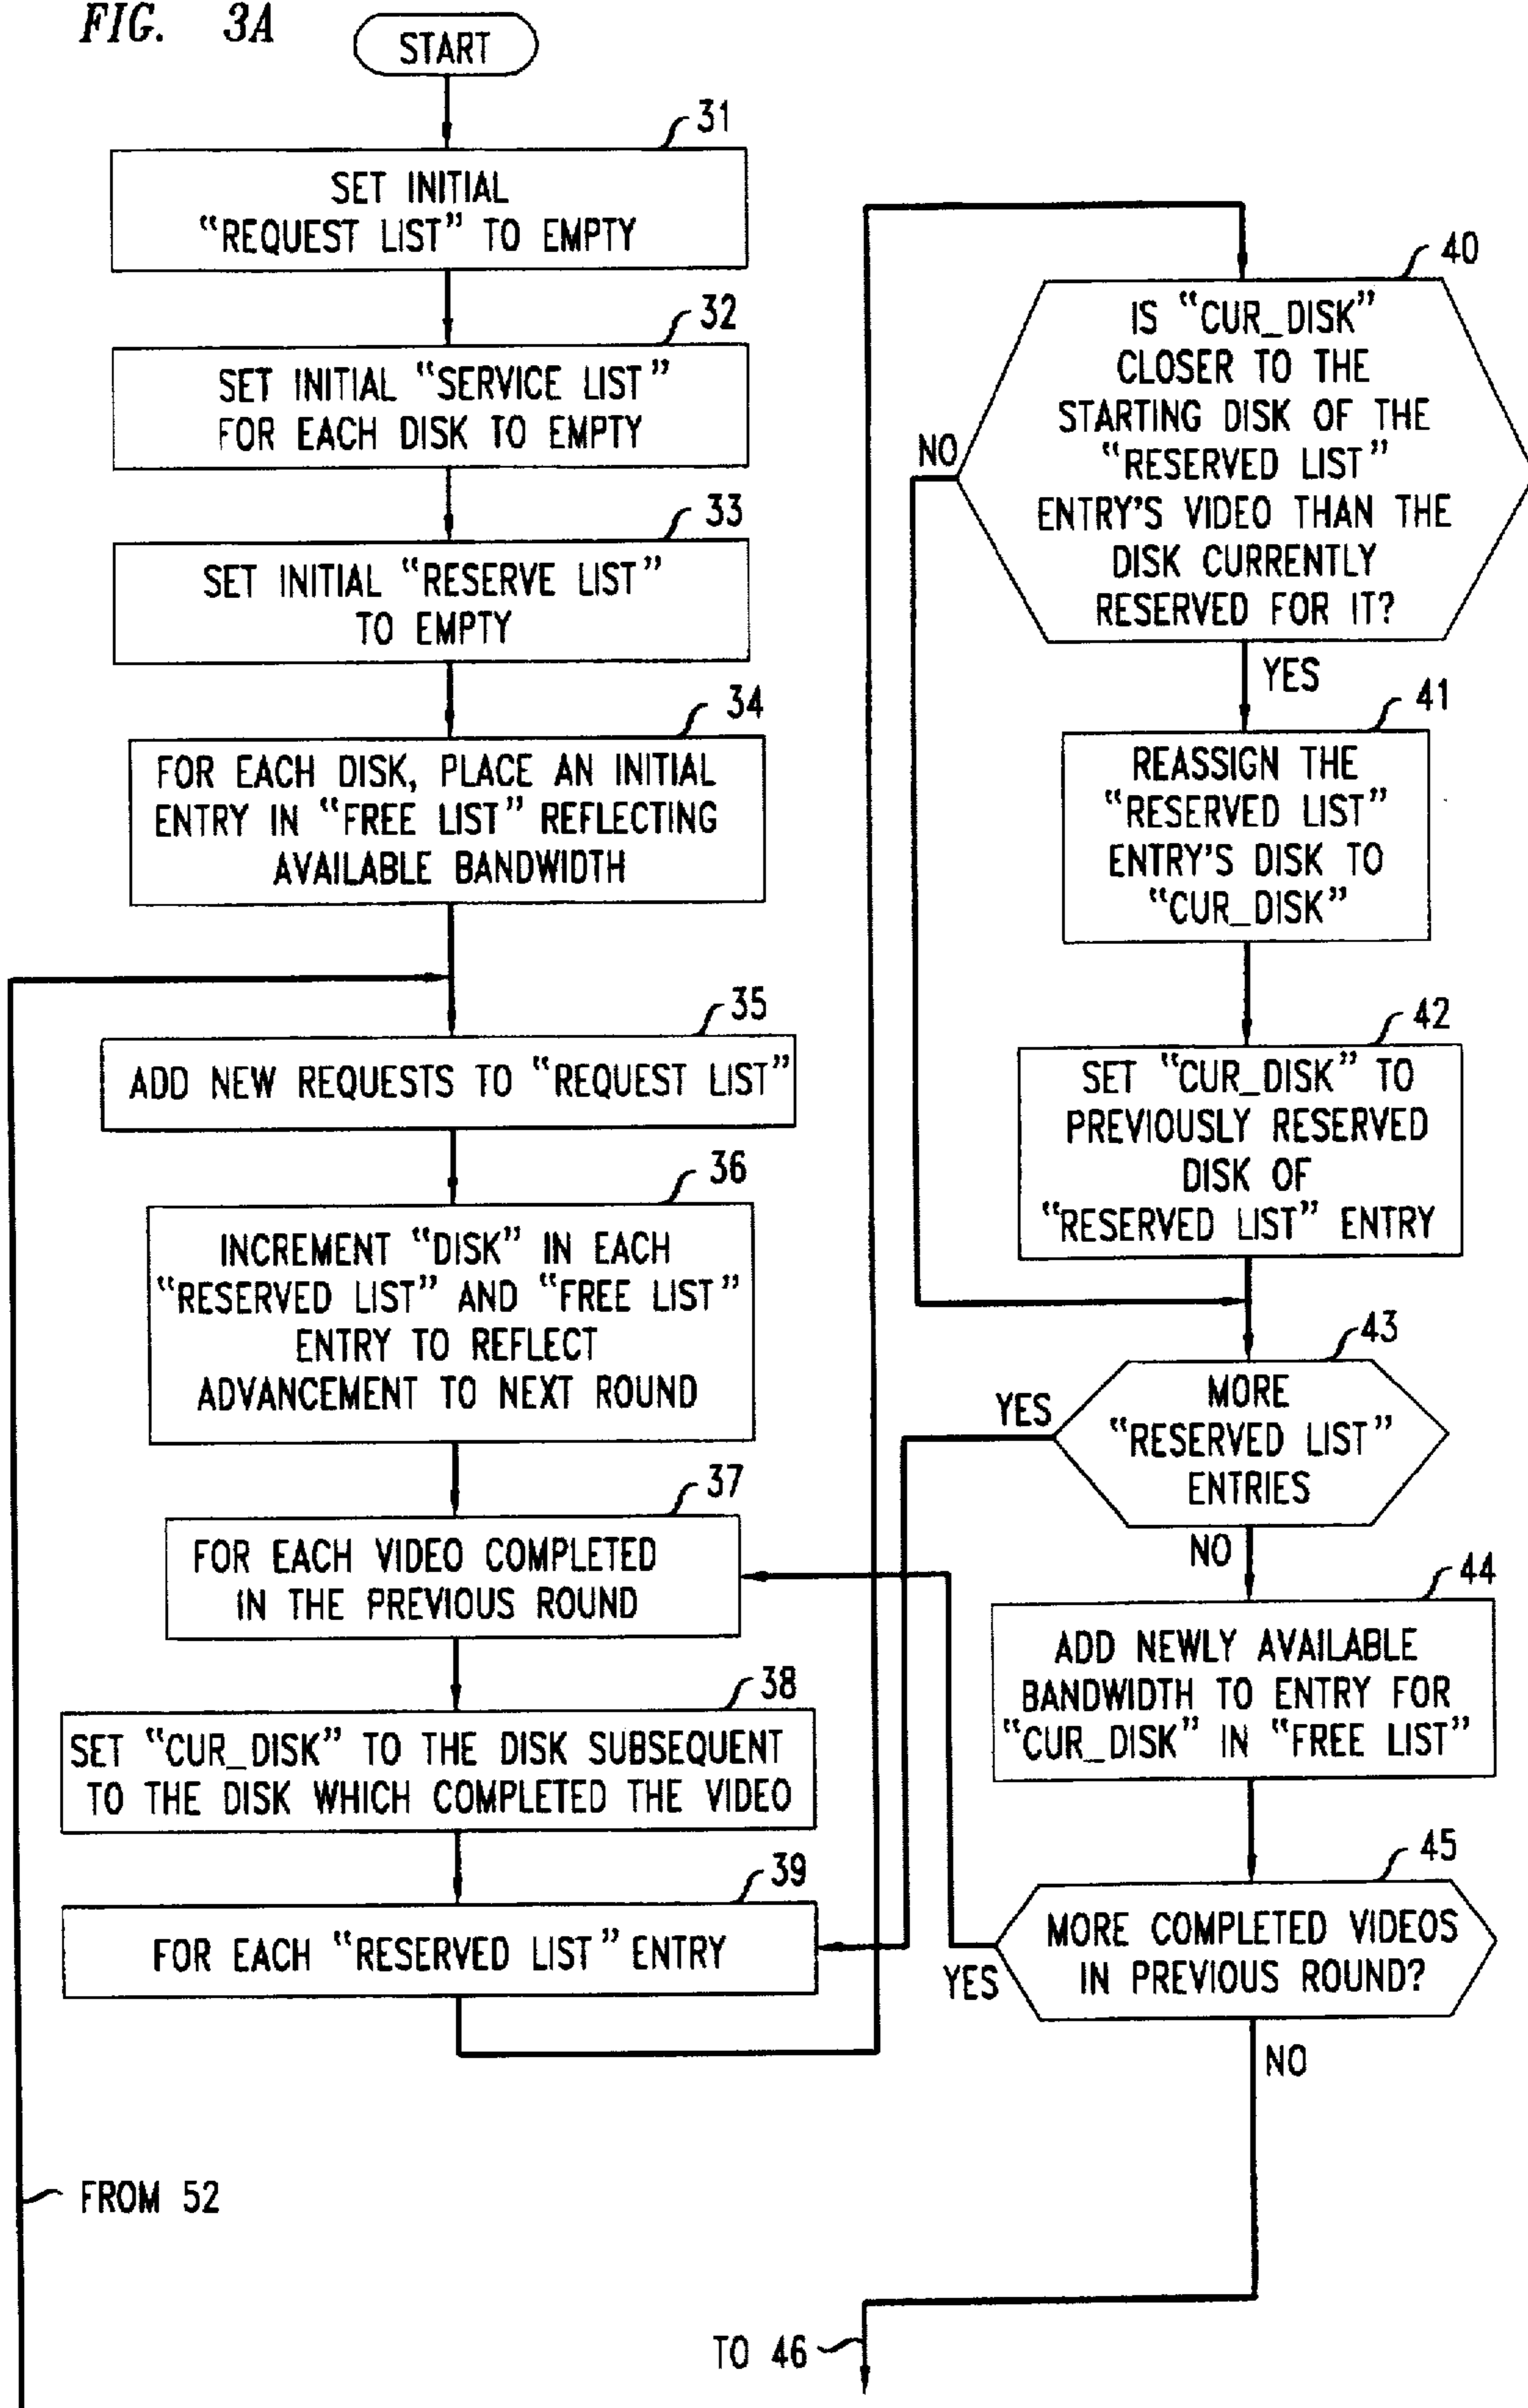 FIG. 3A
START
31
SET INITIAL
“REQUEST LIST” TO EMPTY
32
SET INITIAL “SERVICE LIST”
FOR EACH DISK TO EMPTY
33
SET INITIAL “RESERVE LIST”
TO EMPTY
34
FOR EACH DISK, PLACE AN INITIAL
ENTRY IN “FREE LIST” REFLECTING
AVAILABLE BANDWIDTH
35
ADD NEW REQUESTS TO “REQUEST LIST”
36
INCREMENT “DISK” IN EACH
“RESERVED LIST” AND “FREE LIST”
ENTRY TO REFLECT
ADVANCEMENT TO NEXT ROUND
37
FOR EACH VIDEO COMPLETED
IN THE PREVIOUS ROUND
38
SET “CUR_DISK” TO THE DISK SUBSEQUENT
TO THE DISK WHICH COMPLETED THE VIDEO
39
FOR EACH “RESERVED LIST” ENTRY
FROM 52
40
IS “CUR_DISK”
CLOSER TO THE
STARTING DISK OF THE
“RESERVED LIST”
ENTRY’S VIDEO THAN THE
DISK CURRENTLY
RESERVED FOR IT?
NO
YES
41
REASSIGN THE
“RESERVED LIST”
ENTRY’S DISK TO
“CUR_DISK”
42
SET “CUR_DISK” TO
PREVIOUSLY RESERVED
DISK OF
“RESERVED LIST” ENTRY
43
MORE
“RESERVED LIST”
ENTRIES
YES
NO
44
ADD NEWLY AVAILABLE
BANDWIDTH TO ENTRY FOR
“CUR_DISK” IN “FREE LIST”
45
MORE COMPLETED VIDEOS
IN PREVIOUS ROUND?
YES
NO
TO 46